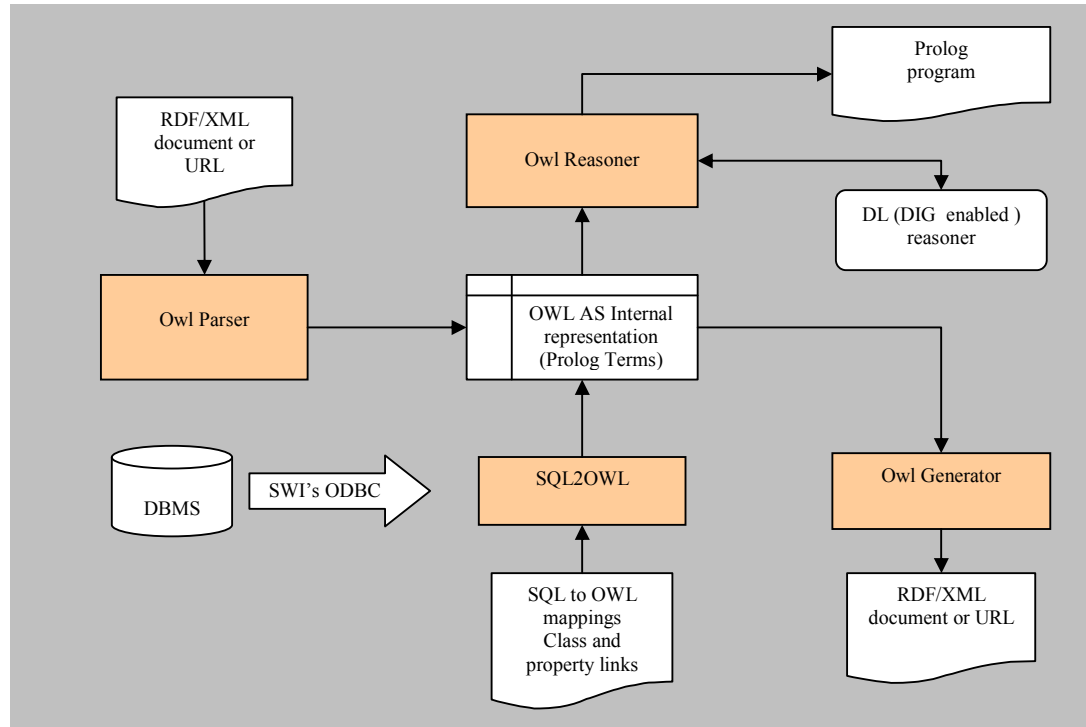 Prolog
program
RDF/XML
document or
URL
Owl Reasoner
DL (DIG enabled )
reasoner
Owl Parser
OWL AS Internal
representation
(Prolog Terms)
DBMS
SWI's ODBC
SQL2OWL
Owl Generator
SQL to OWL
mappings
Class and
property links
RDF/XML
document or URL